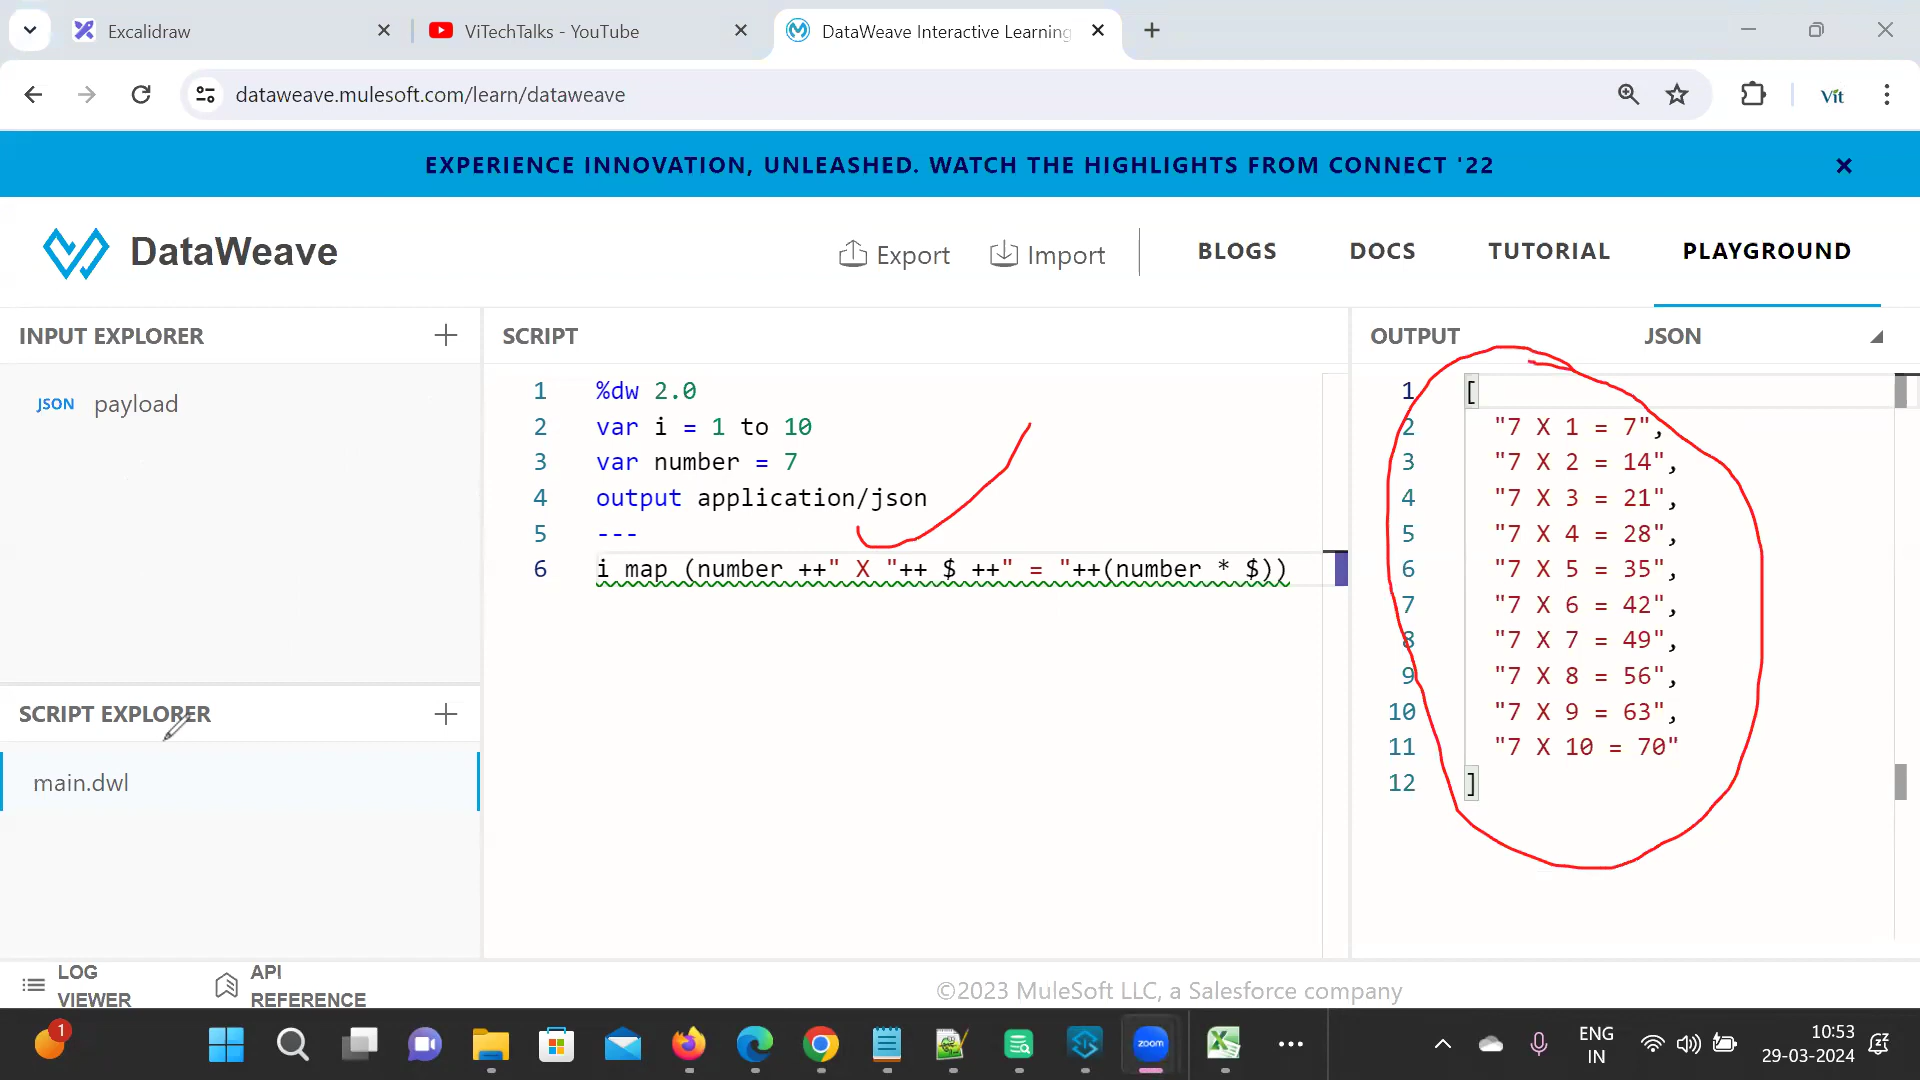 Excalidraw
ViTechTalks - YouTube
DataWeave Interactive Learning
dataweave.mulesoft.com/learn/dataweave
Vit
EXPERIENCE INNOVATION, UNLEASHED. WATCH THE HIGHLIGHTS FROM CONNECT '22
DataWeave
Export
Import
BLOGS
DOCS
TUTORIAL
PLAYGROUND
INPUT EXPLORER
JSON payload
SCRIPT EXPLORER
main.dwl
SCRIPT
1 %dw 2.0
2 var i = 1 to 10
3 var number = 7
4 output application/json
5 ---
6 i map (number ++" X "++ $ ++" = "++(number * $))
OUTPUT
JSON
1 [
2 "7 X 1 = 7",
3 "7 X 2 = 14",
4 "7 X 3 = 21",
5 "7 X 4 = 28",
6 "7 X 5 = 35",
7 "7 X 6 = 42",
8 "7 X 7 = 49",
9 "7 X 8 = 56",
10 "7 X 9 = 63",
11 "7 X 10 = 70"
12 ]
LOG
VIEWER
API
REFERENCE
©2023 MuleSoft LLC, a Salesforce company
1
zoom
ENG
IN
10:53
29-03-2024